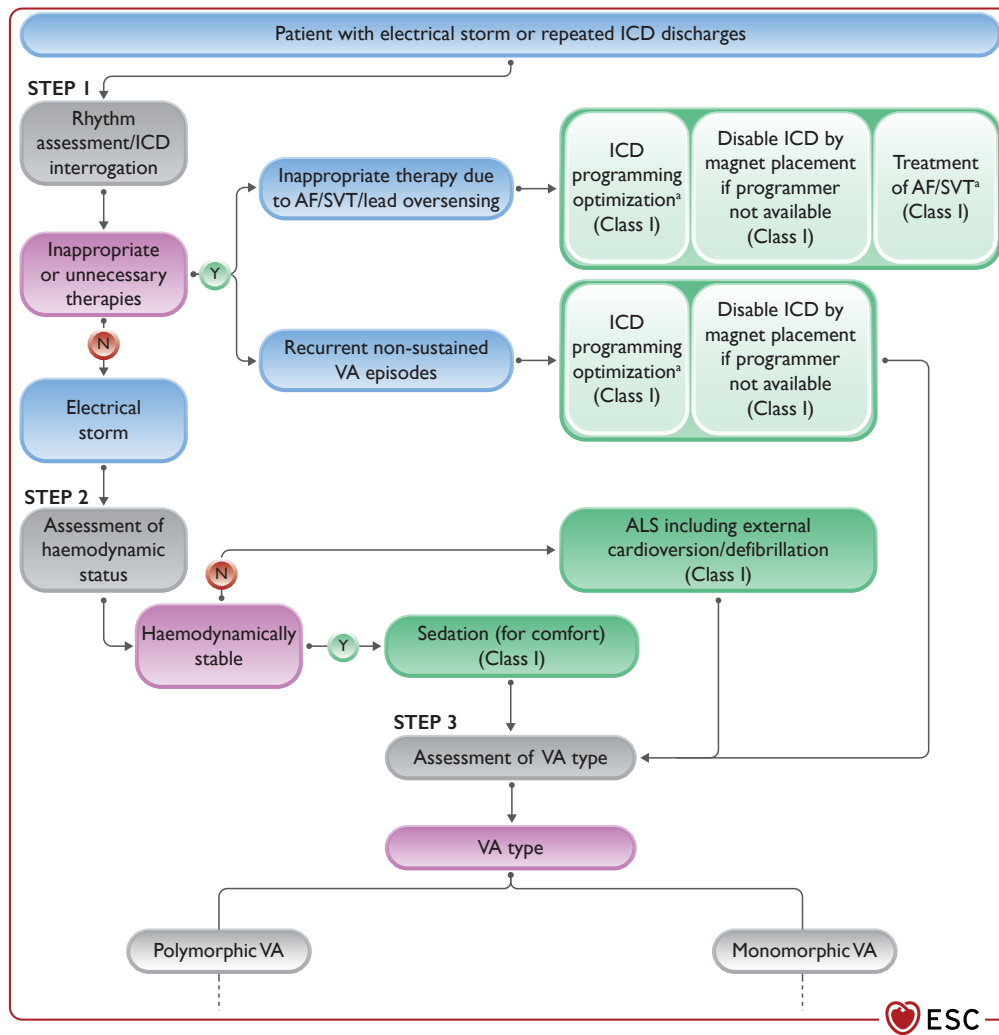 Patient with electrical storm or repeated ICD discharges
STEP 1
Rhythm
assessment/ICD
interrogation
Inappropriate
or unnecessary
therapies
Y
N
Inappropriate therapy due
to AF/SVT/lead oversensing
ICD
programming
optimizationᵃ
(Class I)
Disable ICD by
magnet placement
if programmer
not available
(Class I)
Treatment
of AF/SVTᵃ
(Class I)
Recurrent non-sustained
VA episodes
ICD
programming
optimizationᵃ
(Class I)
Disable ICD by
magnet placement
if programmer
not available
(Class I)
Electrical
storm
STEP 2
Assessment of
haemodynamic
status
Haemodynamically
stable
N
ALS including external
cardioversion/defibrillation
(Class I)
Y
Sedation (for comfort)
(Class I)
STEP 3
Assessment of VA type
VA type
Polymorphic VA
Monomorphic VA
ESC